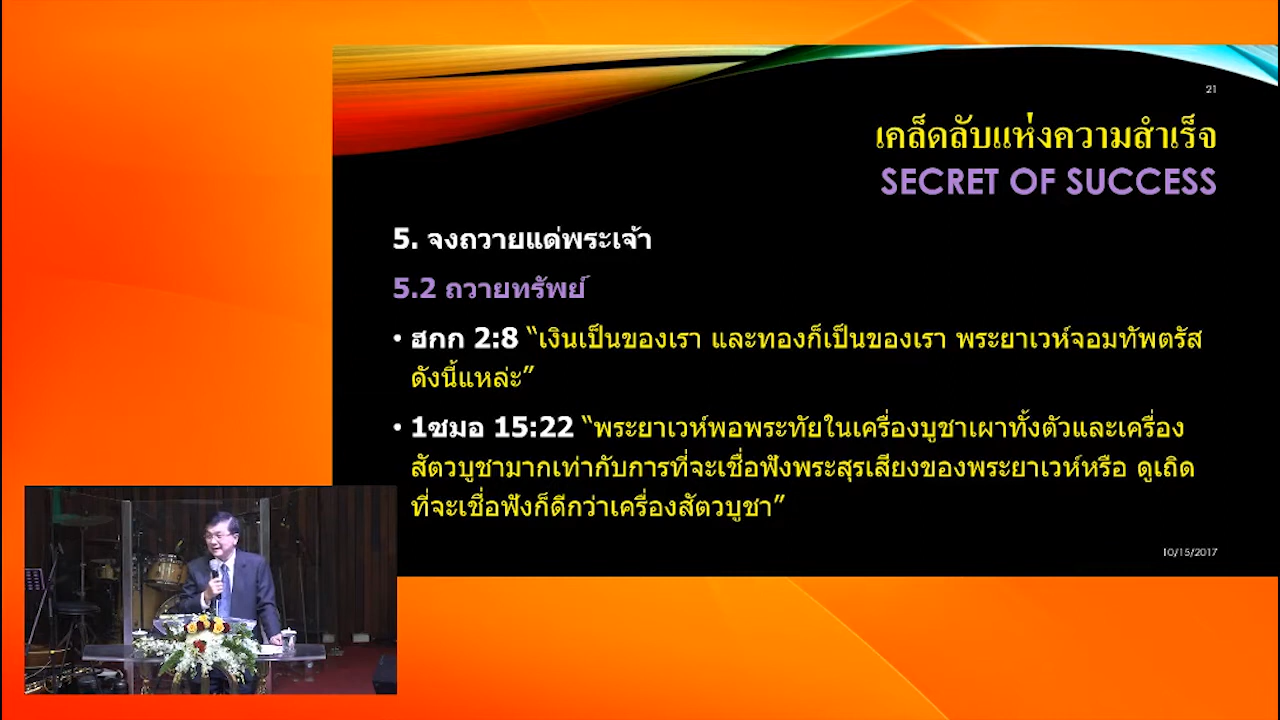 21
เคล็ดลับแห่งความสำเร็จ
SECRET OF SUCCESS
5. จงถวายแด่พระเจ้า
5.2 ถวายทรัพย์
• ฮกก 2:8 “เงินเป็นของเรา และทองก็เป็นของเรา พระยาเวห์จอมทัพตรัส
ดังนี้แหล่ะ”
• 1ซมอ 15:22 “พระยาเวห์พอพระทัยในเครื่องบูชาเผาทั้งตัวและเครื่อง
สัตวบูชามากเท่ากับการที่จะเชื่อฟังพระสุรเสียงของพระยาเวห์หรือ ดูเถิด
ที่จะเชื่อฟังก็ดีกว่าเครื่องสัตวบูชา”
10/15/2017